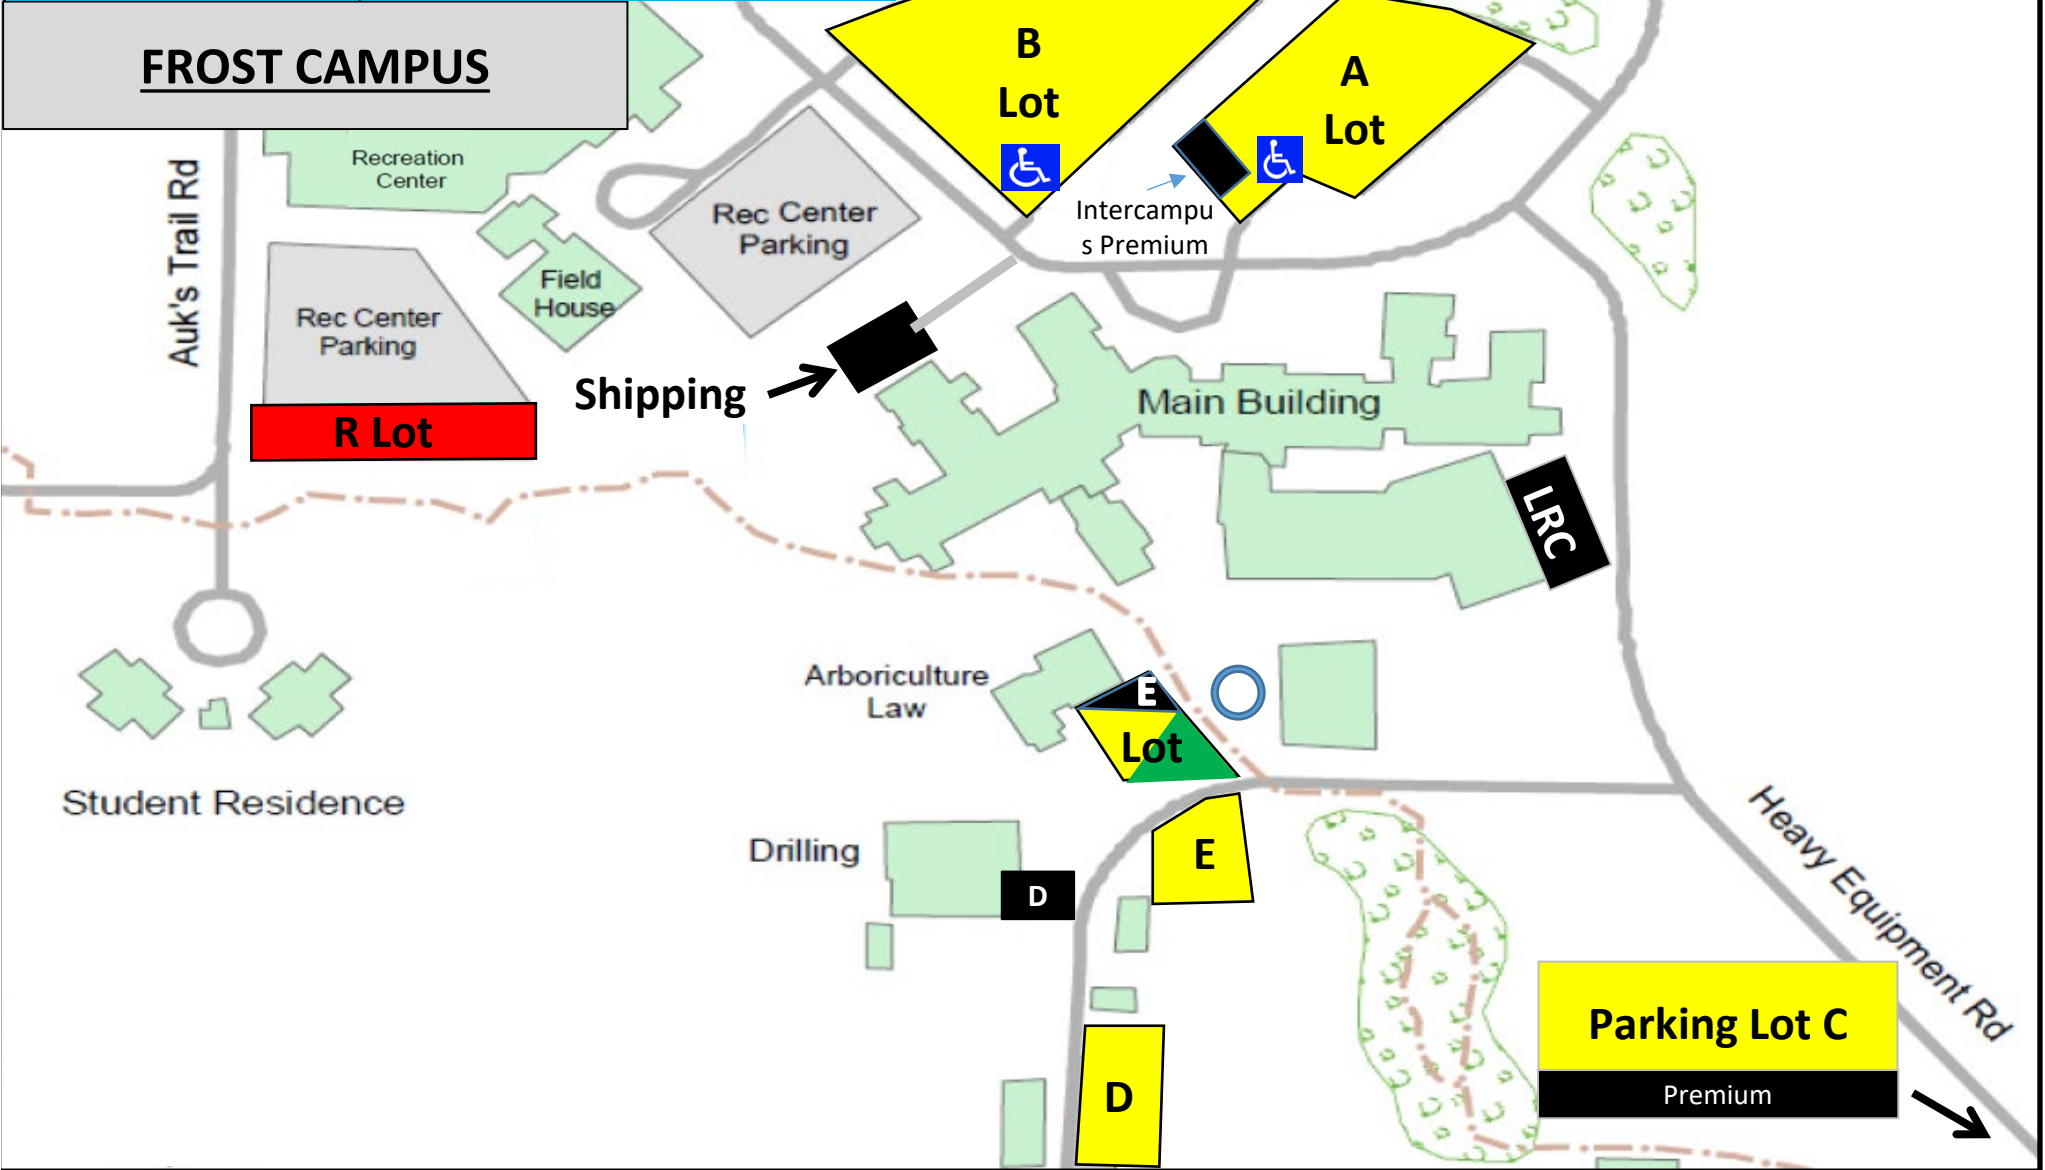 FROST CAMPUS
B
Lot
A
Lot
Recreation
Center
Auk's Trail Rd
Rec Center
Parking
Intercampu
s Premium
Field
House
Rec Center
Parking
Shipping
Main Building
R Lot
LRC
Arboriculture
Law
E
Lot
Student Residence
Heavy Equipment Rd
Drilling
E
D
Parking Lot C
Premium
D